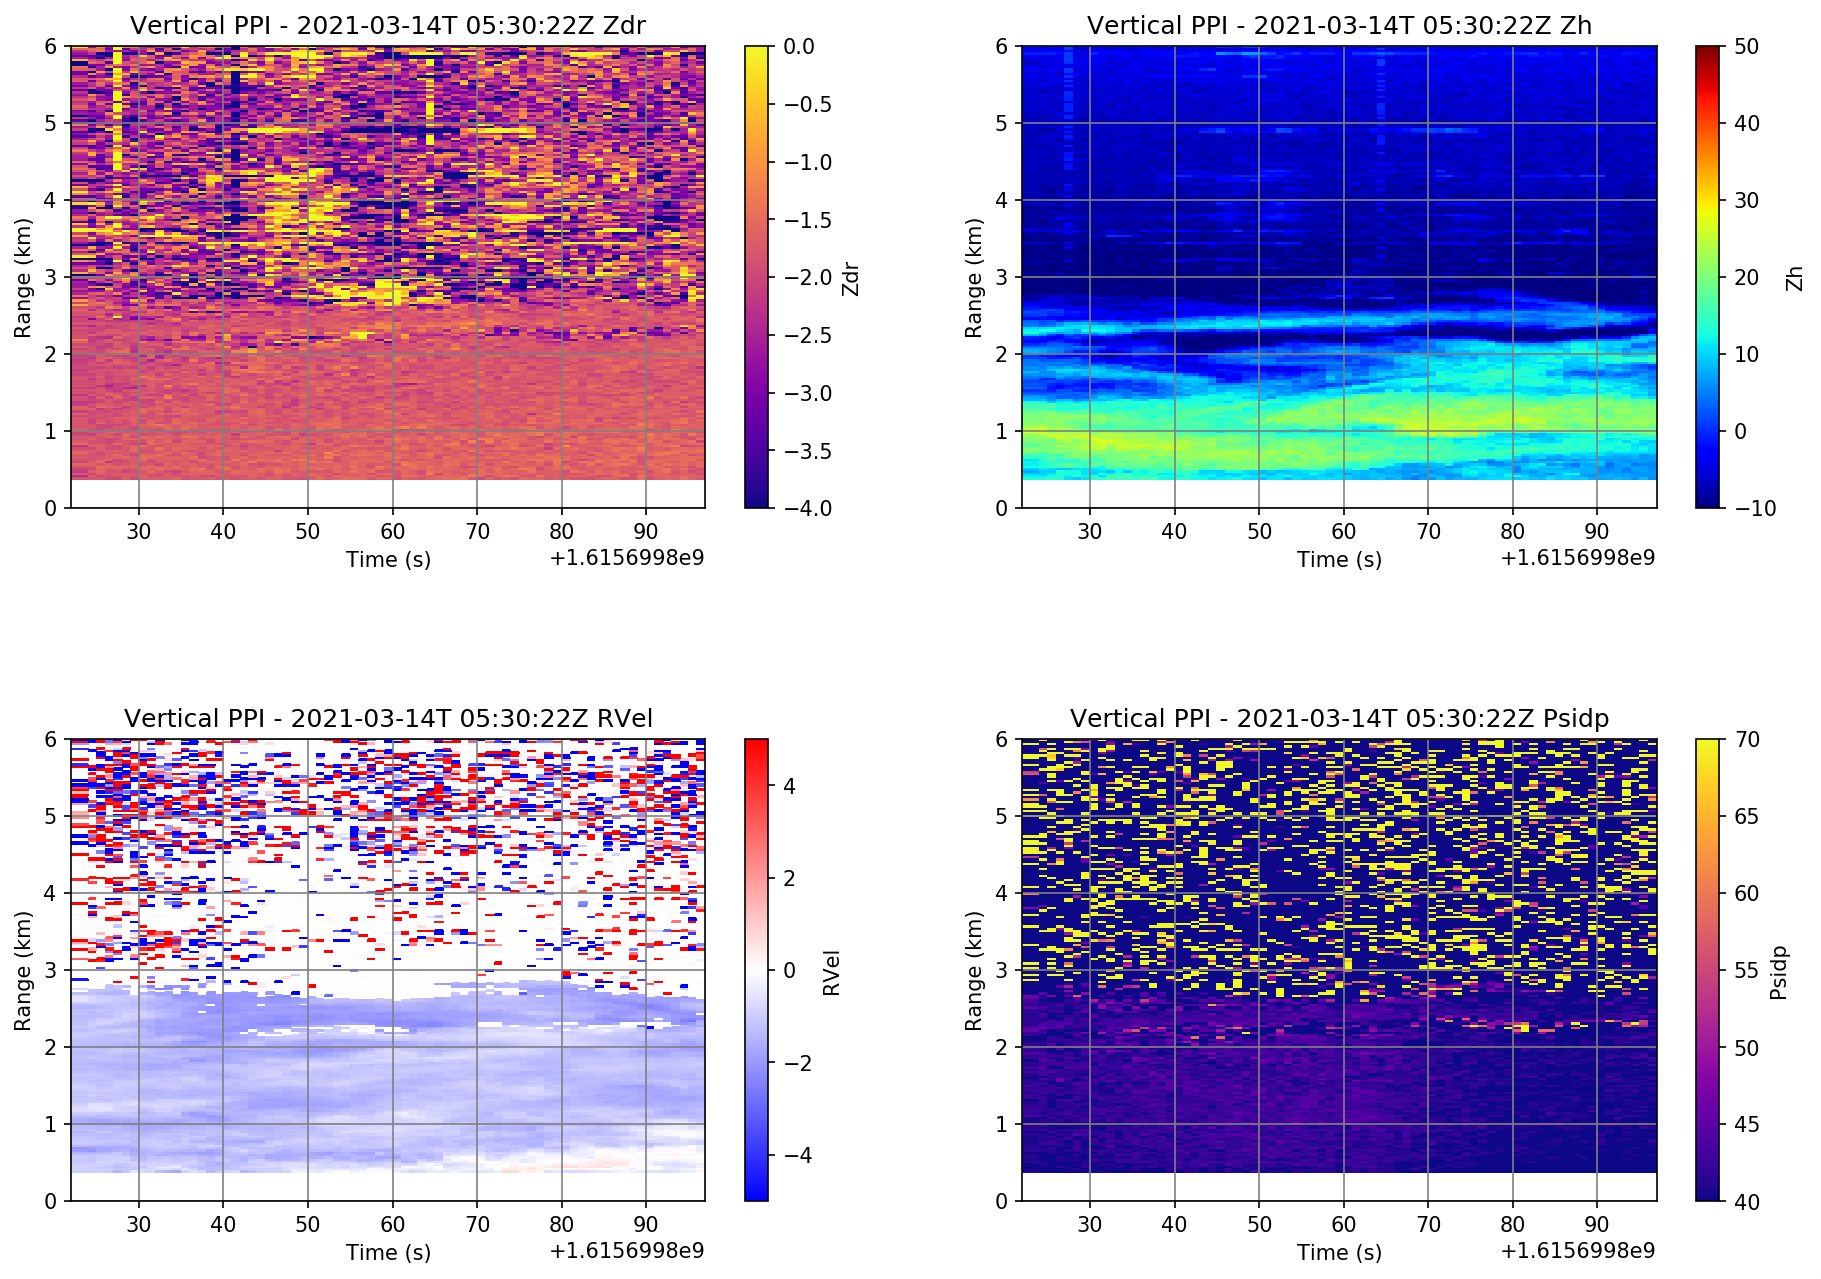 Vertical PPI - 2021-03-14T 05:30:22Z Zdr
6
5
4
3
2
1
0
Range (km)
30 40 50 60 70 80 90
Time (s)
+1.6156998e9
0.0
−0.5
−1.0
−1.5
−2.0
−2.5
−3.0
−3.5
−4.0
Zdr
Vertical PPI - 2021-03-14T 05:30:22Z Zh
6
5
4
3
2
1
0
Range (km)
30 40 50 60 70 80 90
Time (s)
+1.6156998e9
50
40
30
20
10
0
−10
Zh
Vertical PPI - 2021-03-14T 05:30:22Z RVel
6
5
4
3
2
1
0
Range (km)
30 40 50 60 70 80 90
Time (s)
+1.6156998e9
4
2
0
−2
−4
RVel
Vertical PPI - 2021-03-14T 05:30:22Z Psidp
6
5
4
3
2
1
0
Range (km)
30 40 50 60 70 80 90
Time (s)
+1.6156998e9
70
65
60
55
50
45
40
Psidp